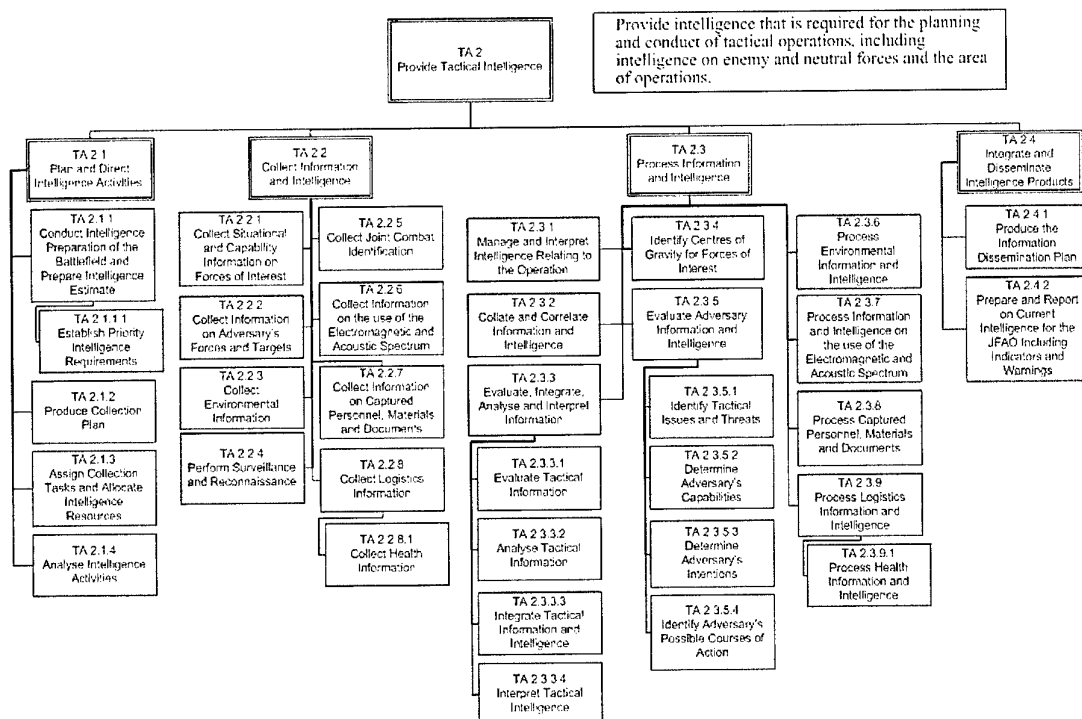 TA 2
Provide Tactical Intelligence
Provide intelligence that is required for the planning
and conduct of tactical operations, including
intelligence on enemy and neutral forces and the area
of operations.
TA 2.1
Plan and Direct
Intelligence Activities
TA 2.1.1
Conduct Intelligence
Preparation of the
Battlefield and
Prepare Intelligence
Estimate
TA 2.1.1.1
Establish Priority
Intelligence
Requirements
TA 2.1.2
Produce Collection
Plan
TA 2.1.3
Assign Collection
Tasks and Allocate
Intelligence
Resources
TA 2.1.4
Analyse Intelligence
Activities
TA 2.2
Collect Information
and Intelligence
TA 2.2.1
Collect Situational
and Capability
Information on
Forces of Interest
TA 2.2.2
Collect Information
on Adversary's
Forces and Targets
TA 2.2.3
Collect
Environmental
Information
TA 2.2.4
Perform Surveillance
and Reconnaissance
TA 2.2.5
Collect Joint Combat
Identification
TA 2.2.6
Collect Information
on the use of the
Electromagnetic and
Acoustic Spectrum
TA 2.2.7
Collect Information
on Captured
Personnel, Materials
and Documents
TA 2.2.8
Collect Logistics
Information
TA 2.2.8.1
Collect Health
Information
TA 2.3
Process Information
and Intelligence
TA 2.3.1
Manage and Interpret
Intelligence Relating
to the Operation
TA 2.3.2
Collate and Correlate
Information and
Intelligence
TA 2.3.3
Evaluate, Integrate,
Analyse and Interpret
Information
TA 2.3.3.1
Evaluate Tactical
Information
TA 2.3.3.2
Analyse Tactical
Information
TA 2.3.3.3
Integrate Tactical
Information and
Intelligence
TA 2.3.3.4
Interpret Tactical
Intelligence
TA 2.3.4
Identify Centres of
Gravity for Forces of
Interest
TA 2.3.5
Evaluate Adversary
Information and
Intelligence
TA 2.3.5.1
Identify Tactical
Issues and Threats
TA 2.3.5.2
Determine
Adversary's
Capabilities
TA 2.3.5.3
Determine
Adversary's
Intentions
TA 2.3.5.4
Identify Adversary's
Possible Courses of
Action
TA 2.3.6
Process
Environmental
Information and
Intelligence
TA 2.3.7
Process Information
and Intelligence on
the use of the
Electromagnetic and
Acoustic Spectrum
TA 2.3.8
Process Captured
Personnel, Materials
and Documents
TA 2.3.9
Process Logistics
Information and
Intelligence
TA 2.3.9.1
Process Health
Information and
Intelligence
TA 2.4
Integrate and
Disseminate
Intelligence Products
TA 2.4.1
Produce the
Information
Dissemination Plan
TA 2.4.2
Prepare and Report
on Current
Intelligence for the
JFAO Including
Indicators and
Warnings